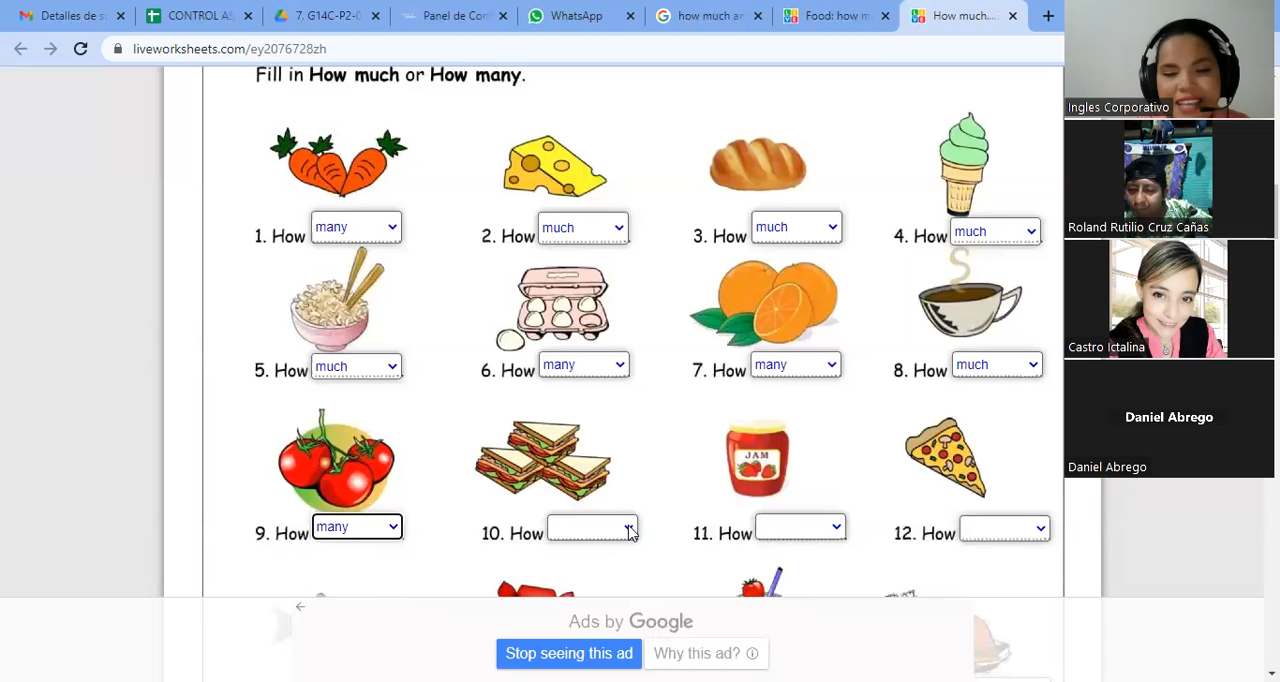 Detalles de su
CONTROL AS
7, G14C-P2-
Panel de Con
WhatsApp
how much a
Food: how m
How much....
liveworksheets.com/ey2076728zh
Fill in How much or How many.
1. How many
2. How much
3. How much
4. How much
5. How much
6. How many
7. How many
8. How much
JAM
9. How many
10. How
11. How
12. How
Ads by Google
Stop seeing this ad
Why this ad?
Ingles Corporativo
Roland Rutilio Cruz Cañas
Castro Ictalina
Daniel Abrego
Daniel Abrego